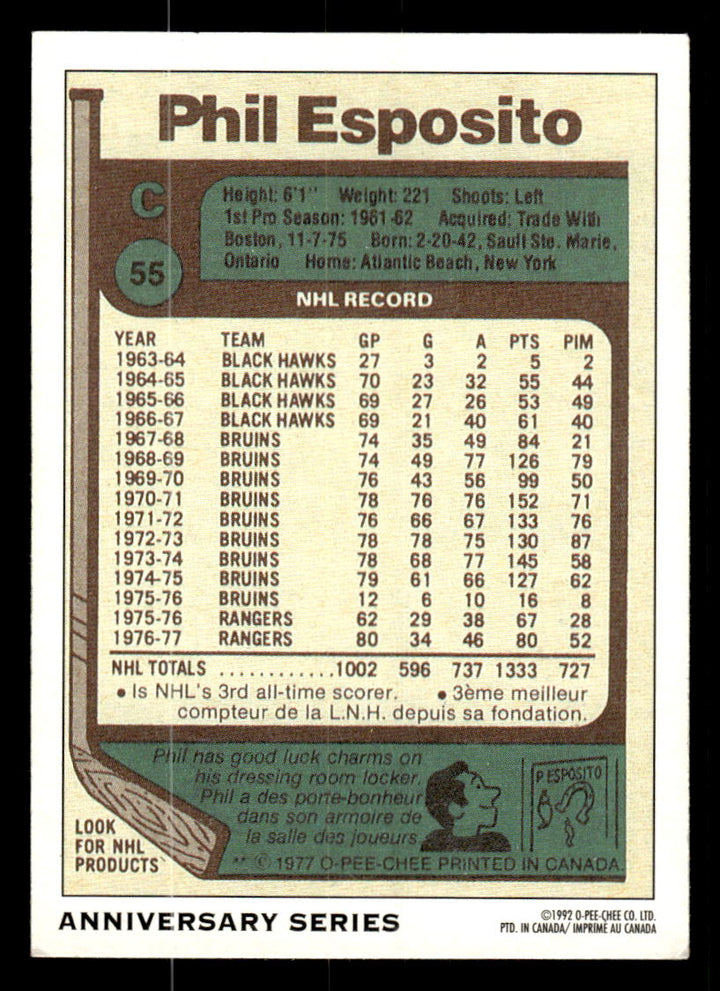 Phil Esposito
C
55
Height: 6'1" Weight: 221 Shoots: Left
1st Pro Season: 1961-62 Acquired: Trade With
Boston, 11-7-75 Born: 2-20-42, Sault Ste. Marie,
Ontario Home: Atlantic Beach, New York
NHL RECORD
YEAR TEAM GP G A PTS PIM
1963-64 BLACK HAWKS 27 3 2 5 2
1964-65 BLACK HAWKS 70 23 32 55 44
1965-66 BLACK HAWKS 69 27 26 53 49
1966-67 BLACK HAWKS 69 21 40 61 40
1967-68 BRUINS 74 35 49 84 21
1968-69 BRUINS 74 49 77 126 79
1969-70 BRUINS 76 43 56 99 50
1970-71 BRUINS 78 76 76 152 71
1971-72 BRUINS 76 66 67 133 76
1972-73 BRUINS 78 78 75 130 87
1973-74 BRUINS 78 68 77 145 58
1974-75 BRUINS 79 61 66 127 62
1975-76 BRUINS 12 6 10 16 8
1975-76 RANGERS 62 29 38 67 28
1976-77 RANGERS 80 34 46 80 52
NHL TOTALS ............1002 596 737 1333 727
• Is NHL's 3rd all-time scorer. • 3ème meilleur
compteur de la L.N.H. depuis sa fondation.
Phil has good luck charms on
his dressing room locker.
Phil a des porte-bonheur
dans son armoire de
la salle des joueurs.
P. ESPOSITO
LOOK
FOR NHL
PRODUCTS
** © 1977 O-PEE-CHEE PRINTED IN CANADA
ANNIVERSARY SERIES
©1992 O-PEE-CHEE CO. LTD.
PTD. IN CANADA/ IMPRIMÉ AU CANADA